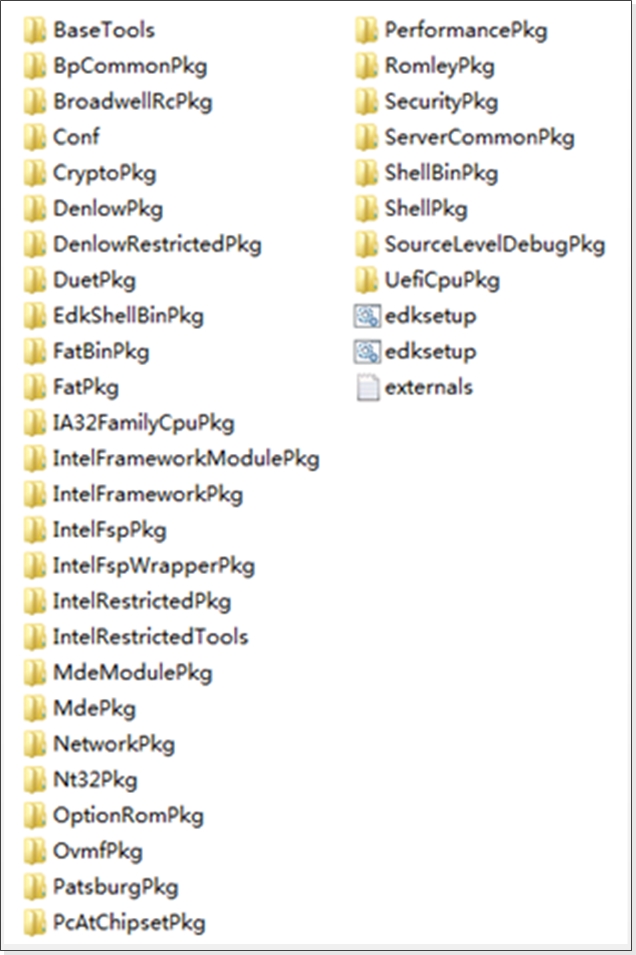 BaseTools
BpCommonPkg
BroadwellRcPkg
Conf
CryptoPkg
DenlowPkg
DenlowRestrictedPkg
DuetPkg
EdkShellBinPkg
FatBinPkg
FatPkg
IA32FamilyCpuPkg
IntelFrameworkModulePkg
IntelFrameworkPkg
IntelFspPkg
IntelFspWrapperPkg
IntelRestrictedPkg
IntelRestrictedTools
MdeModulePkg
MdePkg
NetworkPkg
Nt32Pkg
OptionRomPkg
OvmfPkg
PatsburgPkg
PcAtChipsetPkg
PerformancePkg
RomleyPkg
SecurityPkg
ServerCommonPkg
ShellBinPkg
ShellPkg
SourceLevelDebugPkg
UefiCpuPkg
edksetup
edksetup
externals